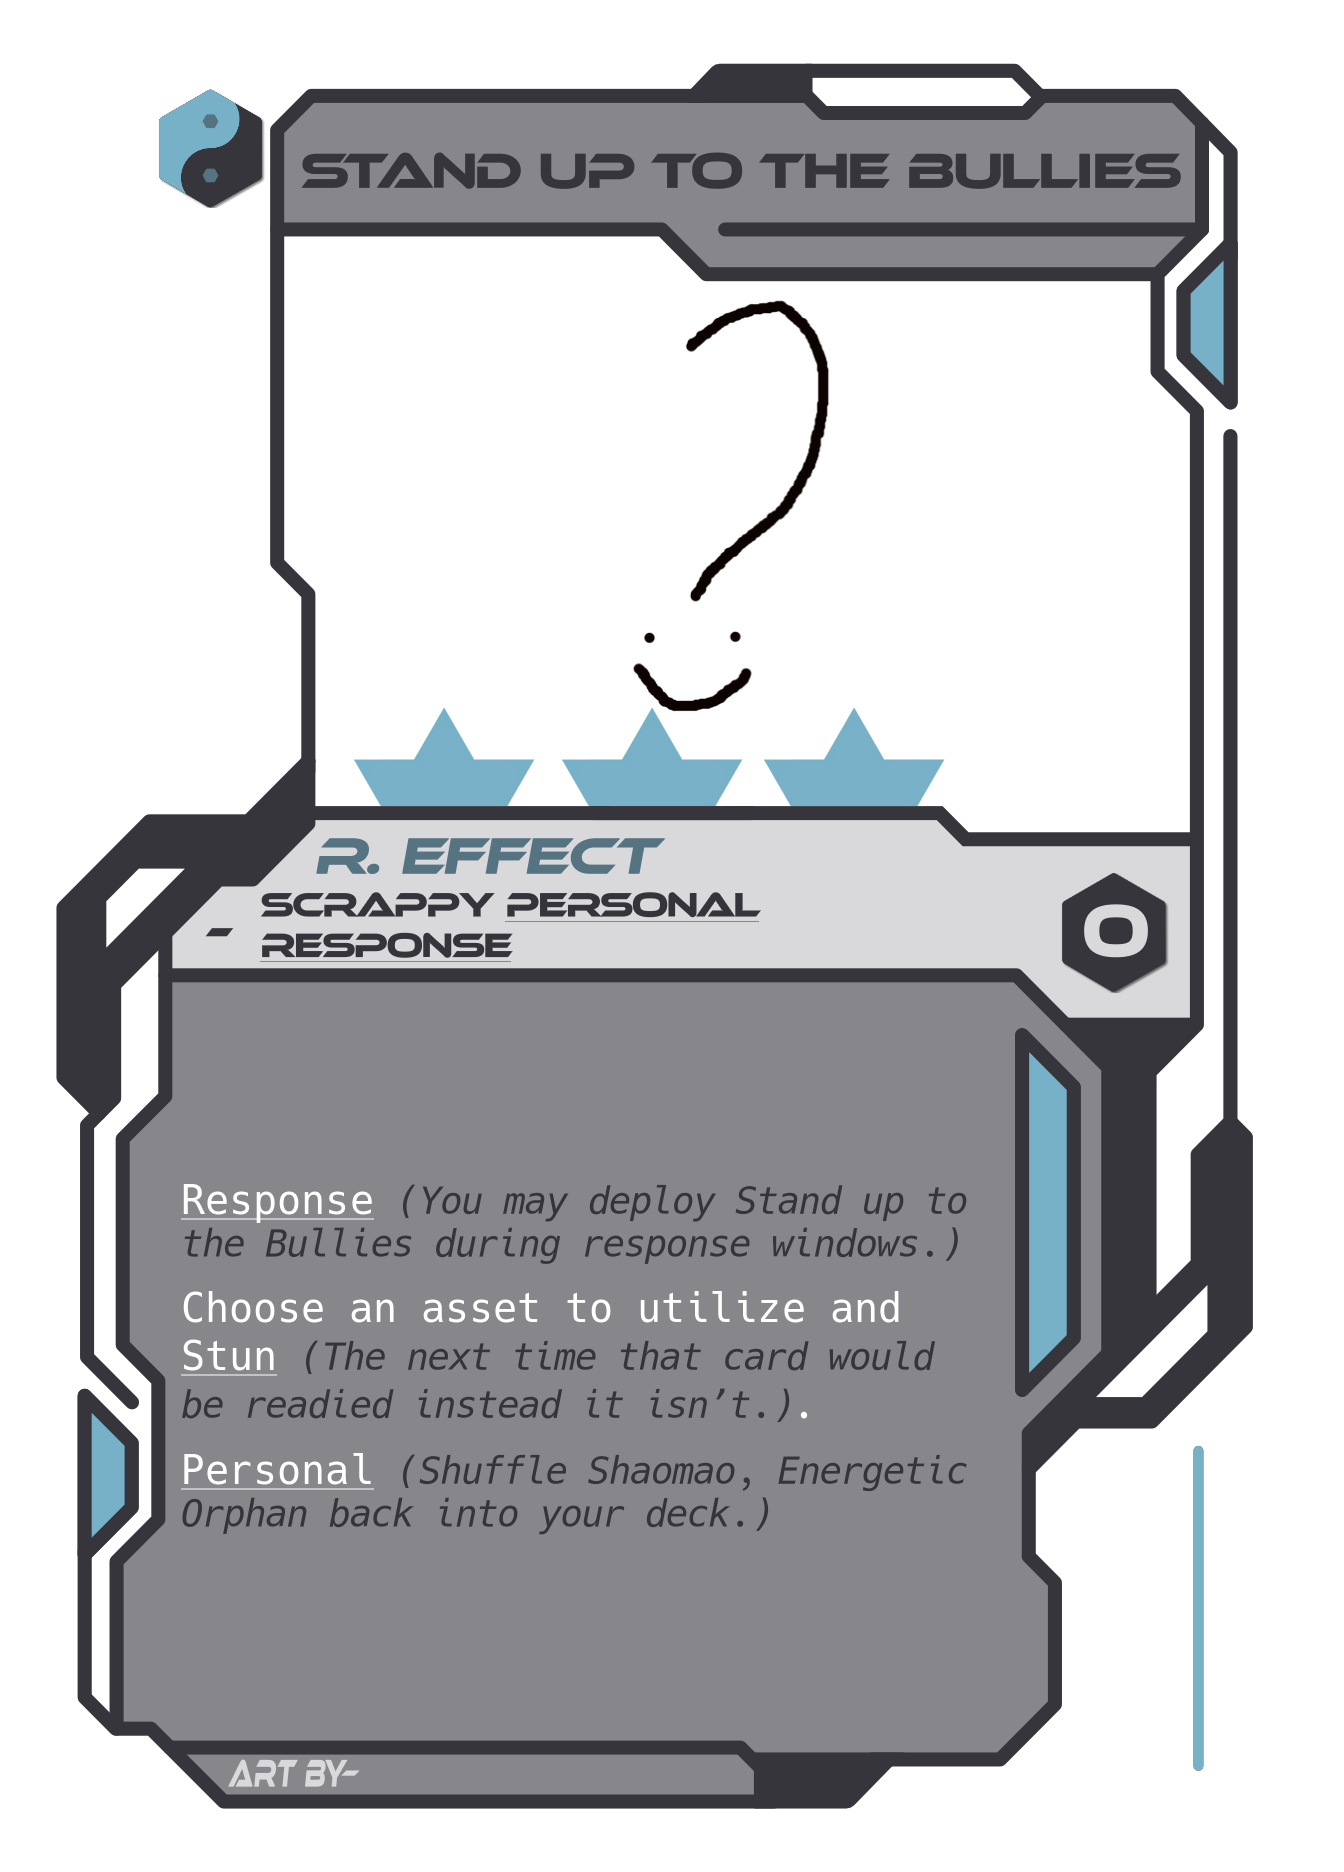 STAND UP TO THE BULLIES
R. EFFECT
- SCRAPPY PERSONAL
RESPONSE
0
Response (You may deploy Stand up to
the Bullies during response windows.)
Choose an asset to utilize and
Stun (The next time that card would
be readied instead it isn’t.).
Personal (Shuffle Shaomao, Energetic
Orphan back into your deck.)
ART BY-